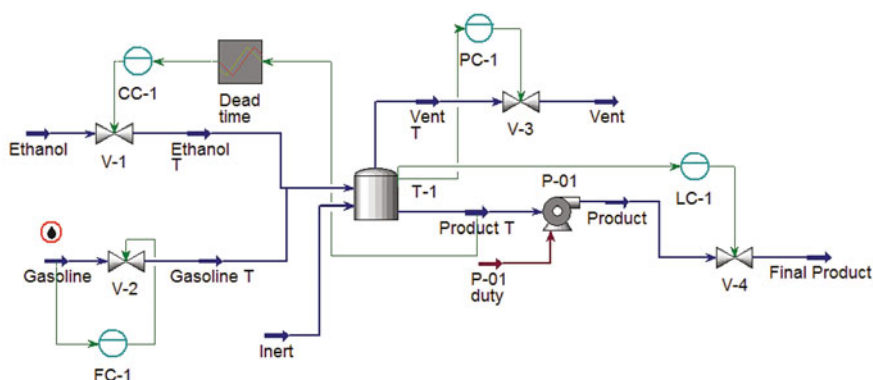 PC-1
CC-1
Dead
time
Vent
T
V-3
Vent
Ethanol
V-1
Ethanol
T
T-1
P-01
LC-1
Product T
Product
Gasoline
V-2
Gasoline T
P-01
duty
V-4
Final Product
Inert
FC-1